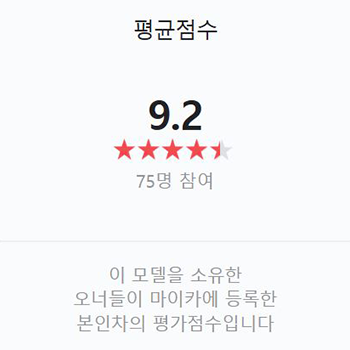 평균점수
9.2
75명 참여
이 모델을 소유한
오너들이 마이카에 등록한
본인차의 평가점수입니다